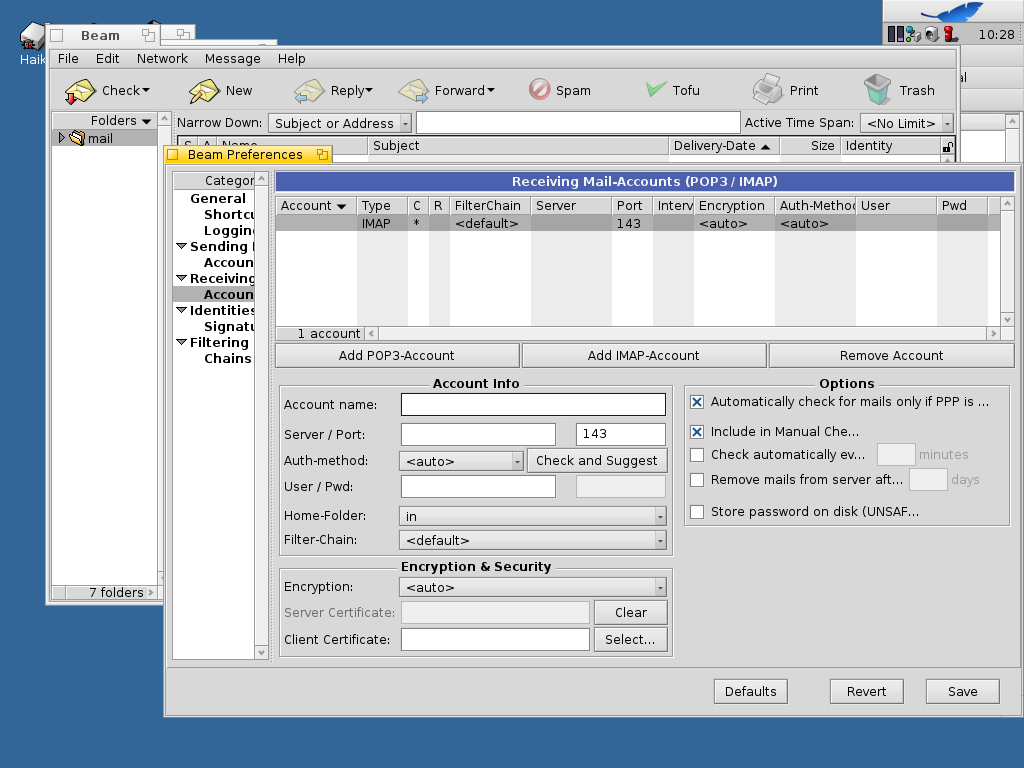 Haik
10:28
Beam
File Edit Network Message Help
Check New Reply Forward Spam Tofu Print Trash
Folders
mail
7 folders
Narrow Down: Subject or Address Active Time Span: <No Limit>
S A Name Subject Delivery-Date Size Identity
Beam Preferences
Categor
General
Shortcu
Loggin
Sending
Accoun
Receiving
Accoun
Identities
Signatu
Filtering
Chains
Receiving Mail-Accounts (POP3 / IMAP)
Account Type C R FilterChain Server Port Interv Encryption Auth-Method User Pwd
IMAP * <default> 143 <auto> <auto>
1 account
Add POP3-Account Add IMAP-Account Remove Account
Account Info
Account name:
Server / Port: 143
Auth-method: <auto> Check and Suggest
User / Pwd:
Home-Folder: in
Filter-Chain: <default>
Encryption & Security
Encryption: <auto>
Server Certificate: Clear
Client Certificate: Select...
Options
Automatically check for mails only if PPP is ...
Include in Manual Che...
Check automatically ev... minutes
Remove mails from server aft... days
Store password on disk (UNSAF...
Defaults Revert Save